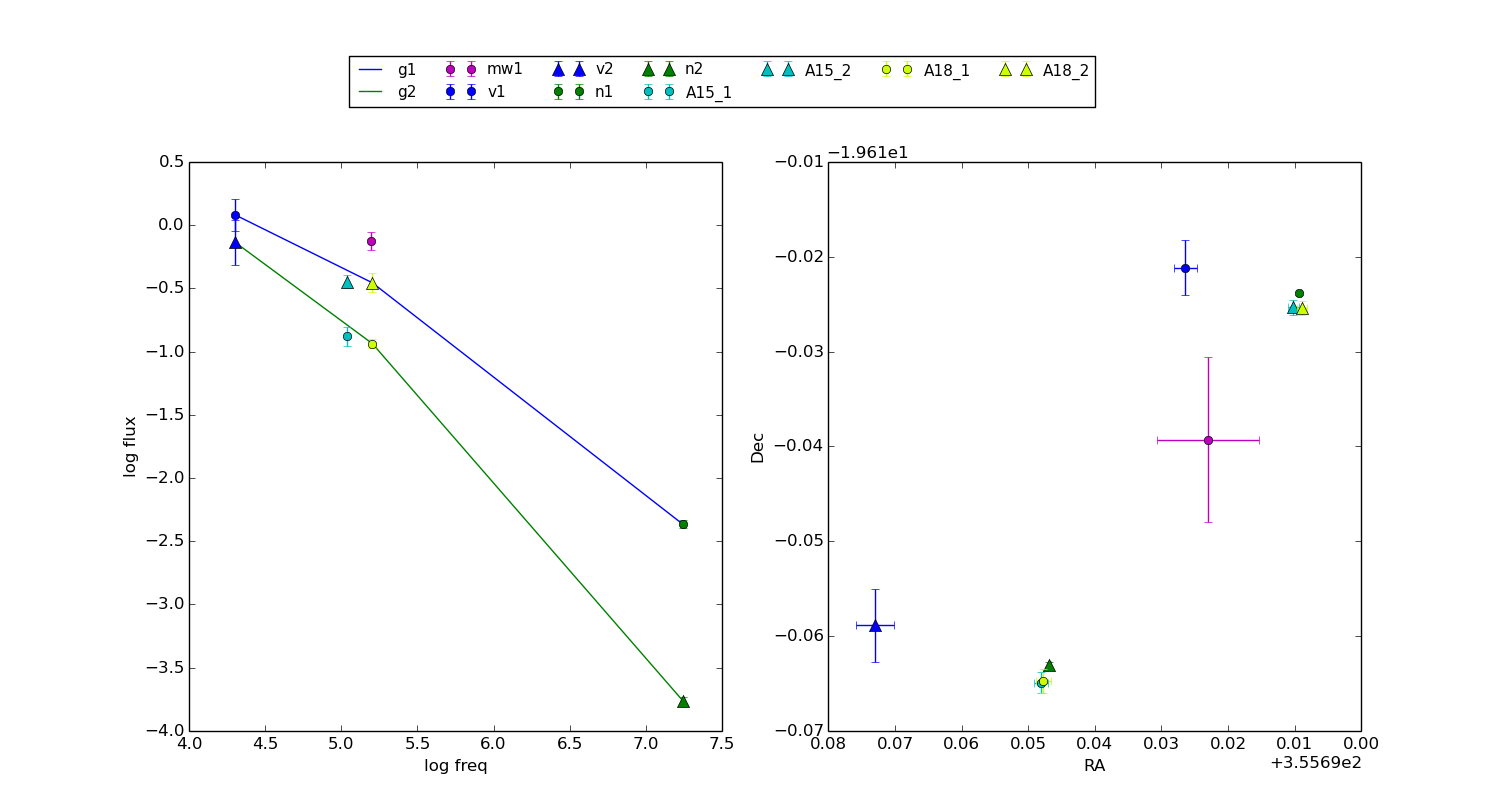 g1 mw1 v2 n2 A15_2 A18_1 A18_2
g2 v1 n1 A15_1
0.5
0.0
−0.5
−1.0
−1.5
−2.0
−2.5
−3.0
−3.5
−4.0
log flux
4.0 4.5 5.0 5.5 6.0 6.5 7.0 7.5
log freq
−1.961e1
−0.01
−0.02
−0.03
−0.04
−0.05
−0.06
−0.07
Dec
0.08 0.07 0.06 0.05 0.04 0.03 0.02 0.01 0.00
+3.5569e2
RA